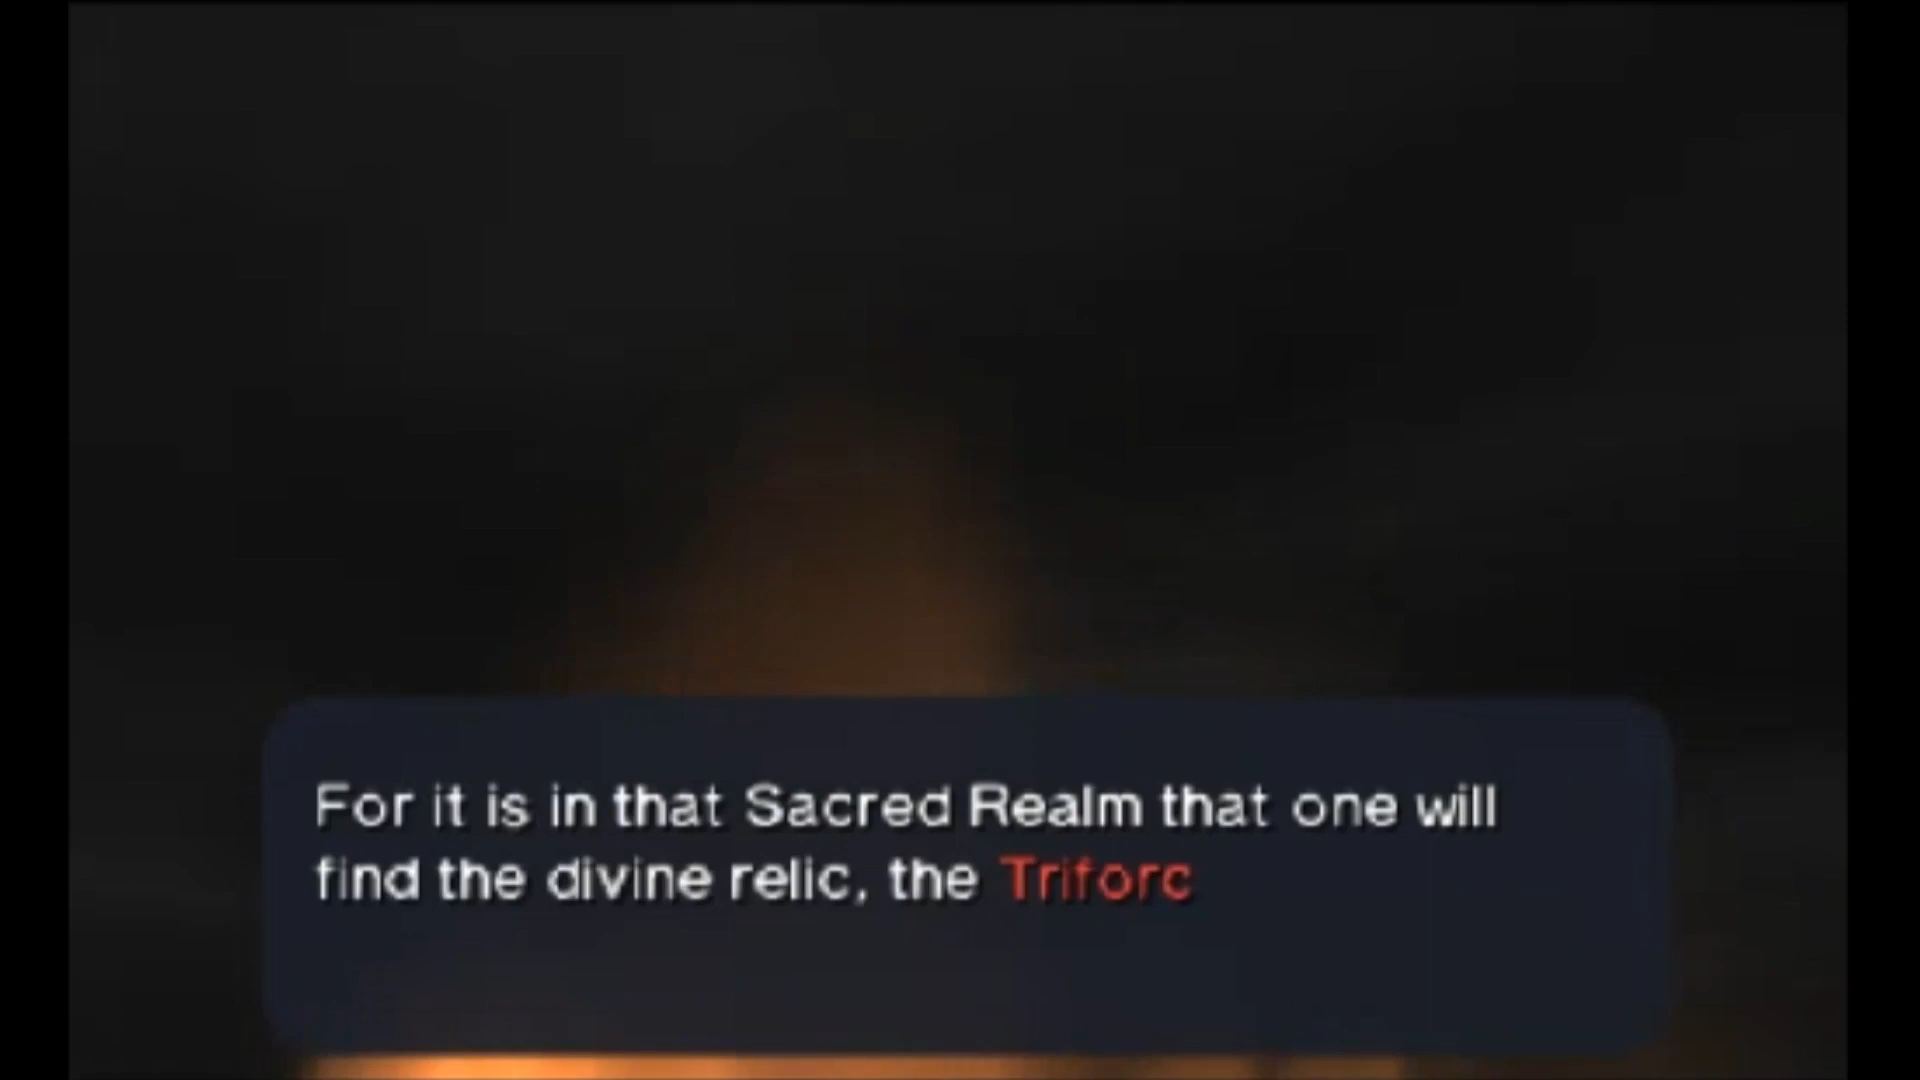 For it is in that Sacred Realm that one will
find the divine relic, the Triforc